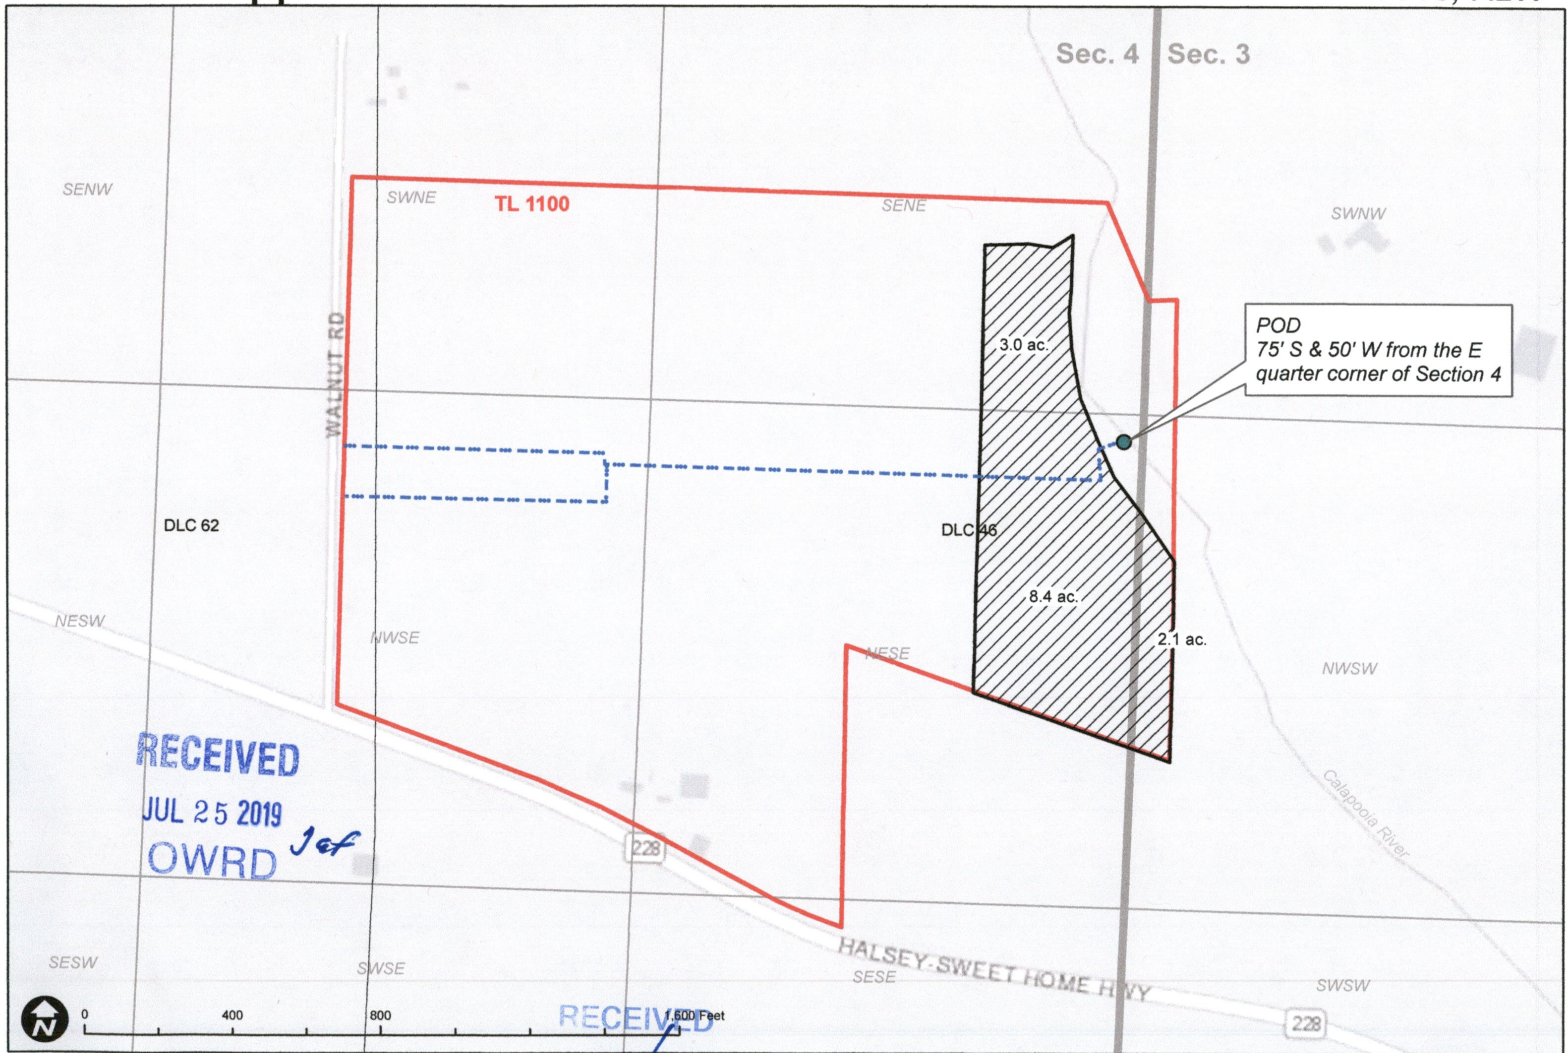 Sec. 4
Sec. 3
SENW
SWNE
TL 1100
SENE
SWNW
WALNUT RD
3.0 ac.
POD
75' S & 50' W from the E
quarter corner of Section 4
DLC 62
DLC 46
8.4 ac.
2.1 ac.
NESW
NWSE
NESE
NWSW
RECEIVED
JUL 25 2019
OWRD
228
Calapooia River
HALSEY-SWEET HOME HWY
SESW
SWSE
SESE
SWSW
228
N
0 400 800 1,600 Feet
RECEIVED